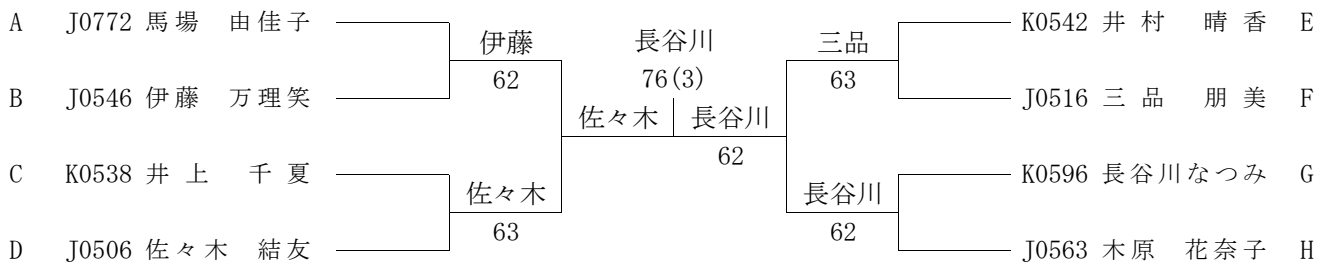 A J0772 馬場 由佳子
B J0546 伊藤 万理笑
C K0538 井上 千夏
D J0506 佐々木 結友
伊藤
62
佐々木
63
佐々木
長谷川
76(3)
長谷川
62
三品
63
長谷川
62
K0542 井村 晴香 E
J0516 三品 朋美 F
K0596 長谷川なつみ G
J0563 木原 花奈子 H